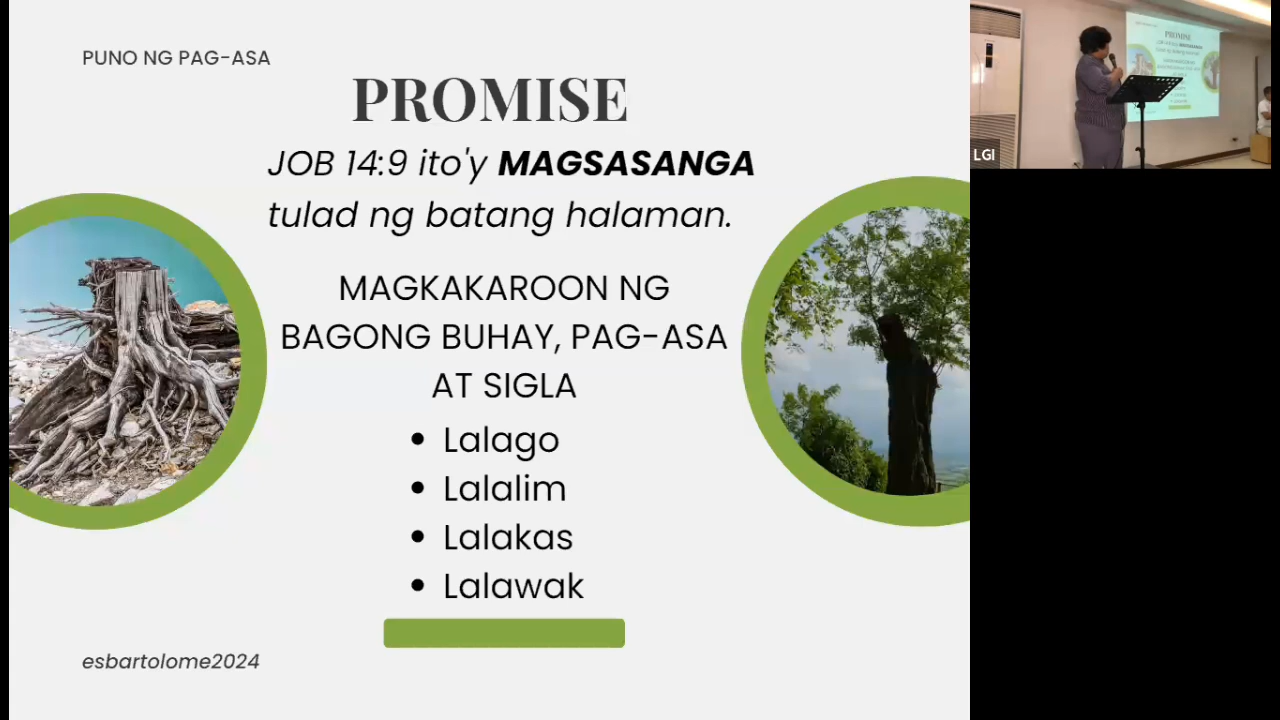 PUNO NG PAG-ASA
PROMISE
JOB 14:9 ito'y MAGSASANGA
tulad ng batang halaman.
MAGKAKAROON NG
BAGONG BUHAY, PAG-ASA
AT SIGLA
• Lalago
• Lalalim
• Lalakas
• Lalawak
esbartolome2024
LGI
PROMISE